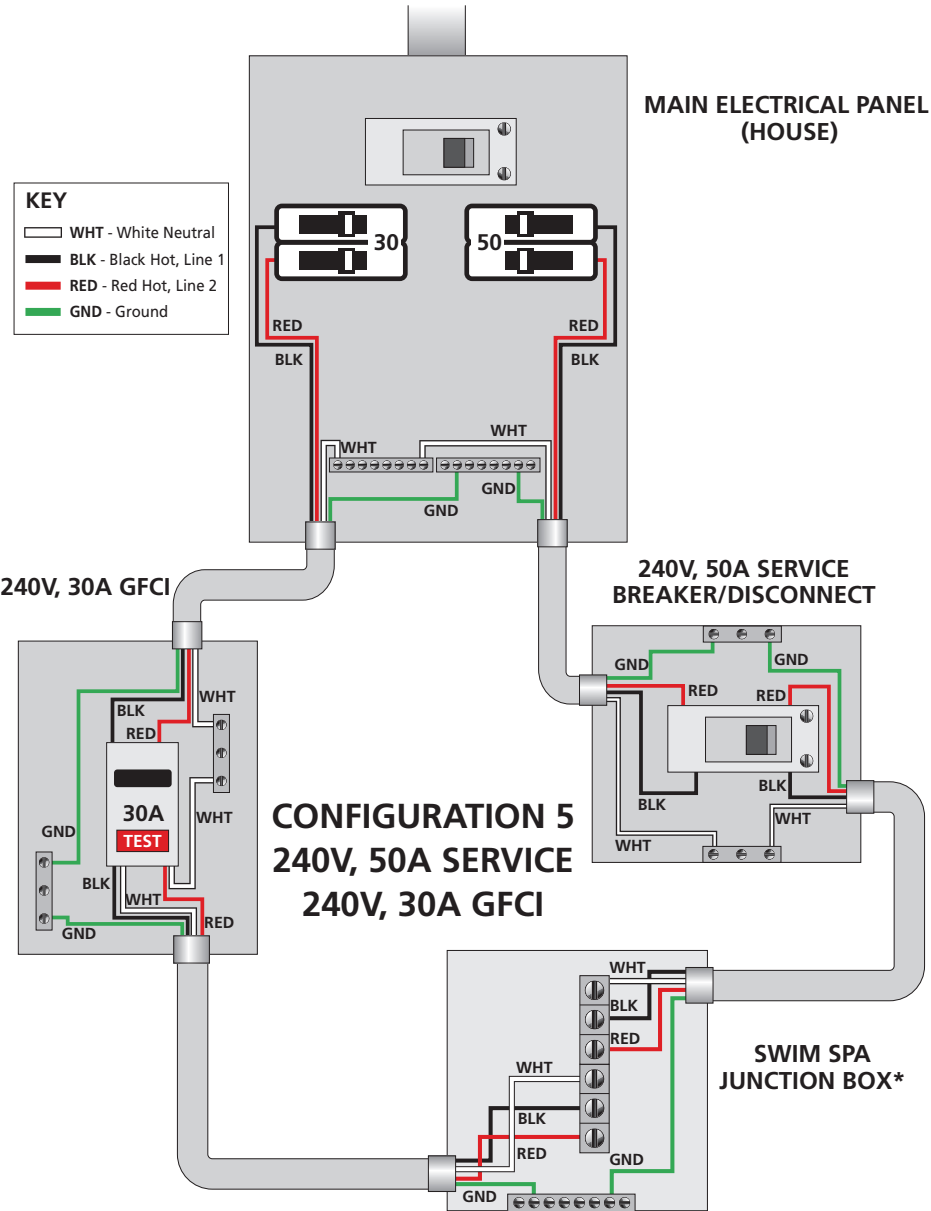 MAIN ELECTRICAL PANEL
(HOUSE)
KEY
WHT - White Neutral
BLK - Black Hot, Line 1
RED - Red Hot, Line 2
GND - Ground
30
50
RED
BLK
RED
BLK
WHT
WHT
GND
GND
240V, 30A GFCI
240V, 50A SERVICE
BREAKER/DISCONNECT
WHT
BLK
RED
30A
TEST
WHT
GND
BLK
WHT
RED
GND
GND
GND
RED
RED
BLK
BLK
WHT
WHT
CONFIGURATION 5
240V, 50A SERVICE
240V, 30A GFCI
WHT
BLK
RED
WHT
BLK
RED
GND
GND
SWIM SPA
JUNCTION BOX*